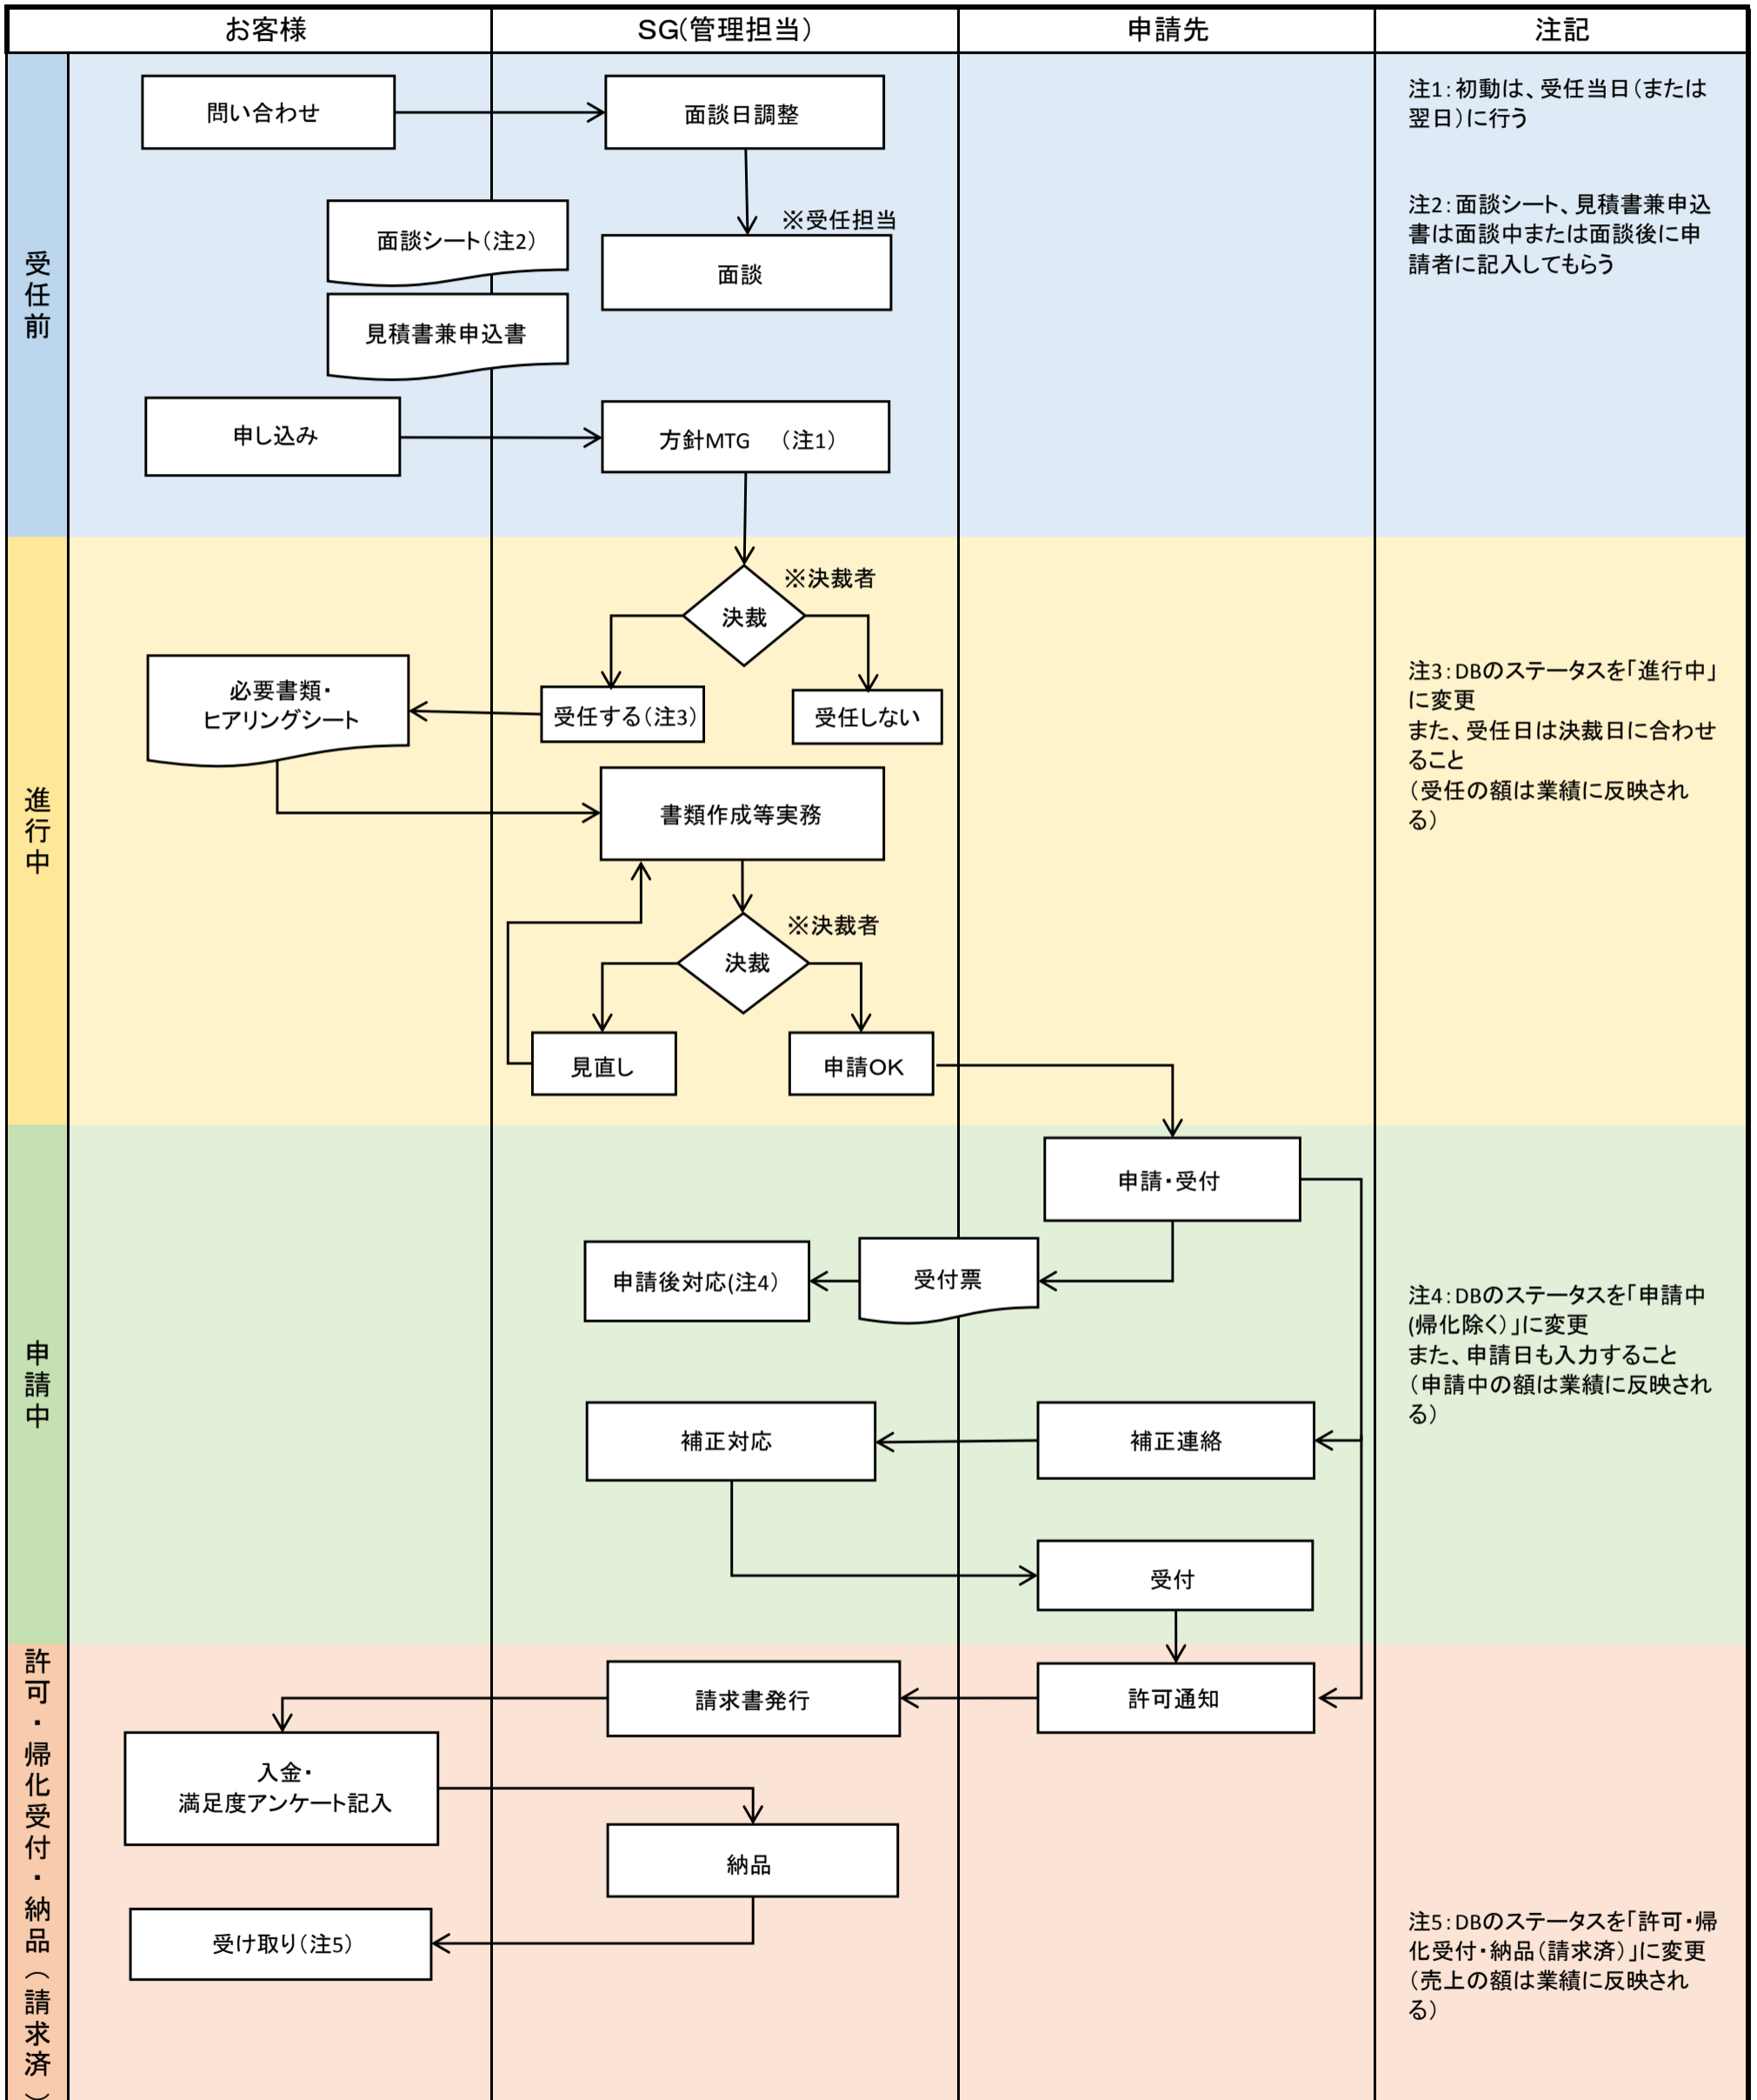 お客様
SG(管理担当)
申請先
注記
受任前
問い合わせ
面談日調整
注1：初動は、受任当日（または
翌日）に行う
面談シート（注2）
※受任担当
面談
注2：面談シート、見積書兼申込
書は面談中または面談後に申
請者に記入してもらう
見積書兼申込書
申し込み
方針MTG　（注1）
進行中
※決裁者
決裁
必要書類・
ヒアリングシート
受任する（注3）
受任しない
注3：DBのステータスを「進行中」
に変更
また、受任日は決裁日に合わせ
ること
（受任の額は業績に反映され
る）
書類作成等実務
※決裁者
決裁
見直し
申請OK
申請中
申請・受付
申請後対応(注4）
受付票
注4：DBのステータスを「申請中
(帰化除く）」に変更
また、申請日も入力すること
（申請中の額は業績に反映され
る）
補正対応
補正連絡
受付
許可・帰化受付・納品（請求済）
請求書発行
許可通知
入金・
満足度アンケート記入
納品
受け取り（注5）
注5：DBのステータスを「許可・帰
化受付・納品（請求済）」に変更
（売上の額は業績に反映され
る）